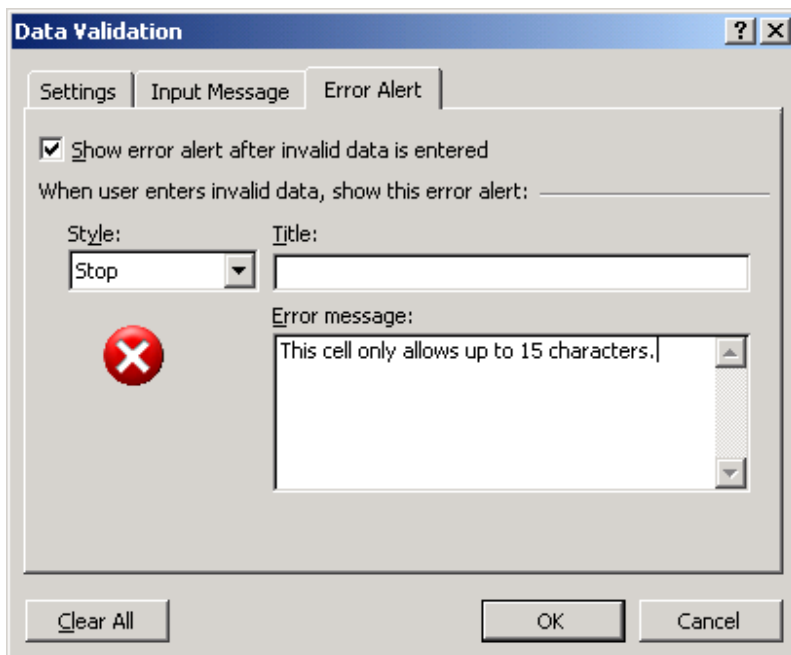 Data Validation
Settings Input Message Error Alert
Show error alert after invalid data is entered
When user enters invalid data, show this error alert:
Style: Title:
Stop
Error message:
This cell only allows up to 15 characters.
Clear All OK Cancel